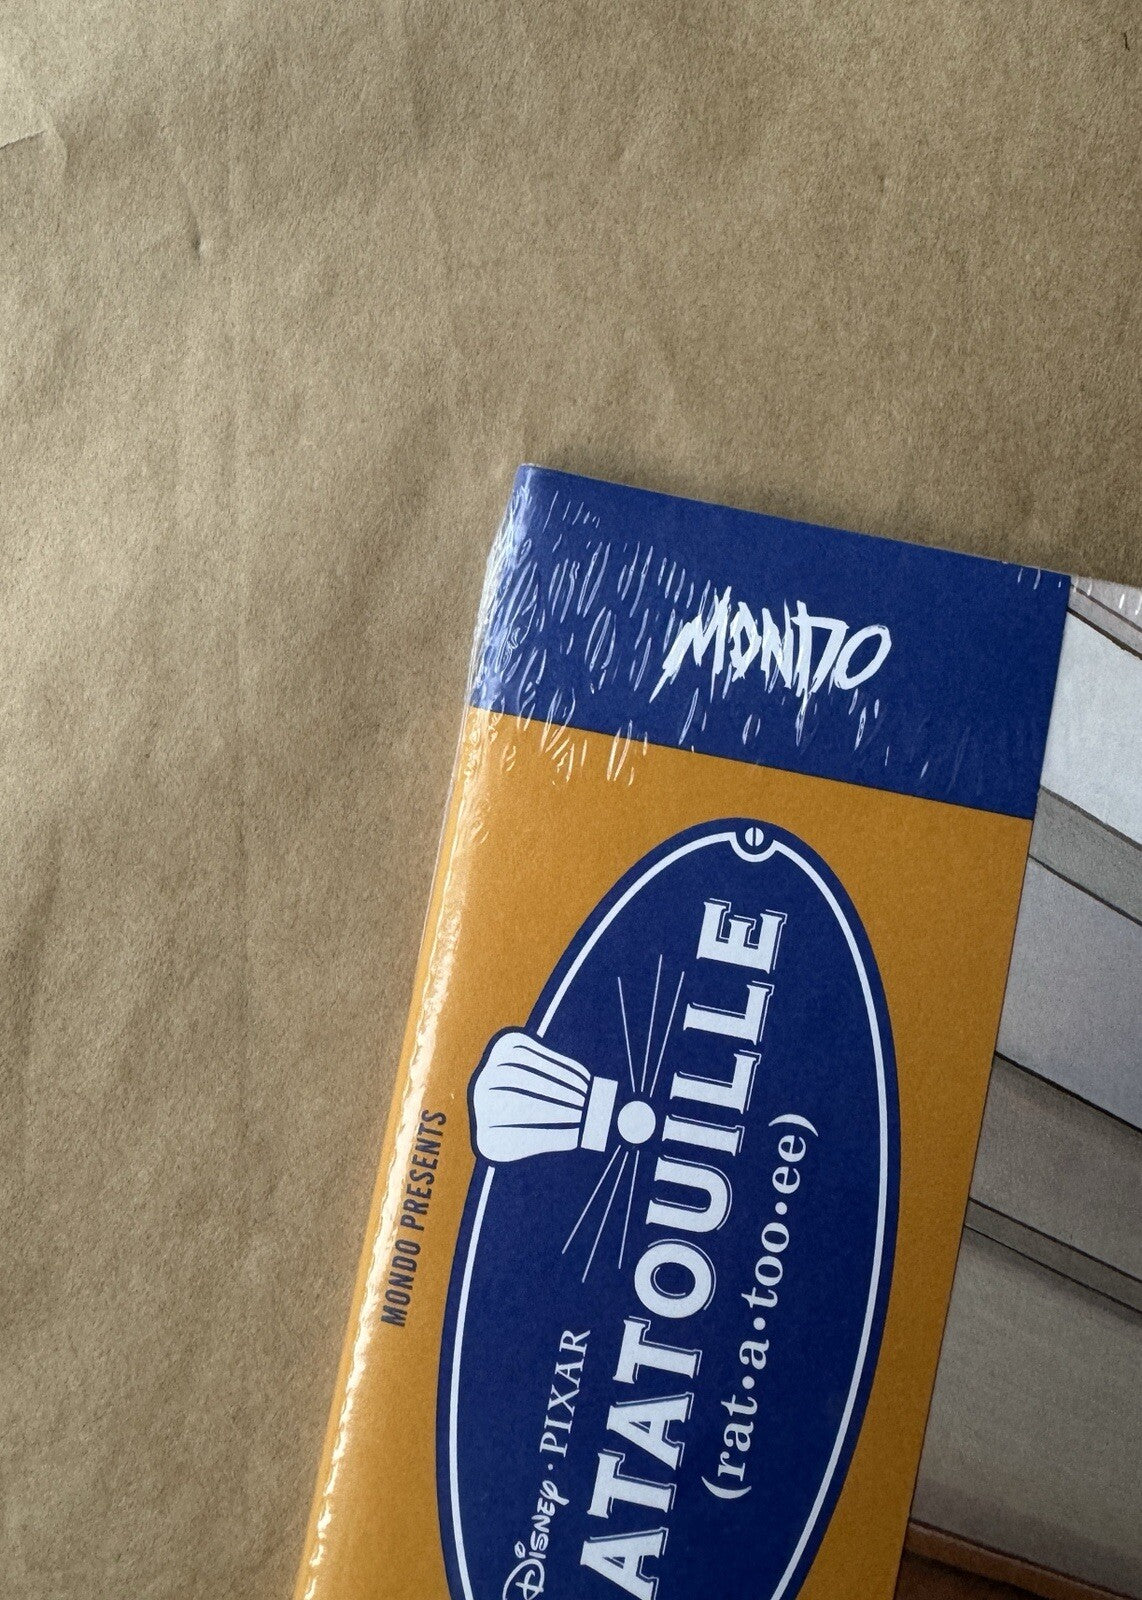 MONDO
MONDO PRESENTS
Disney · PIXAR
ATATOUILLE
(rat•a•too•ee)